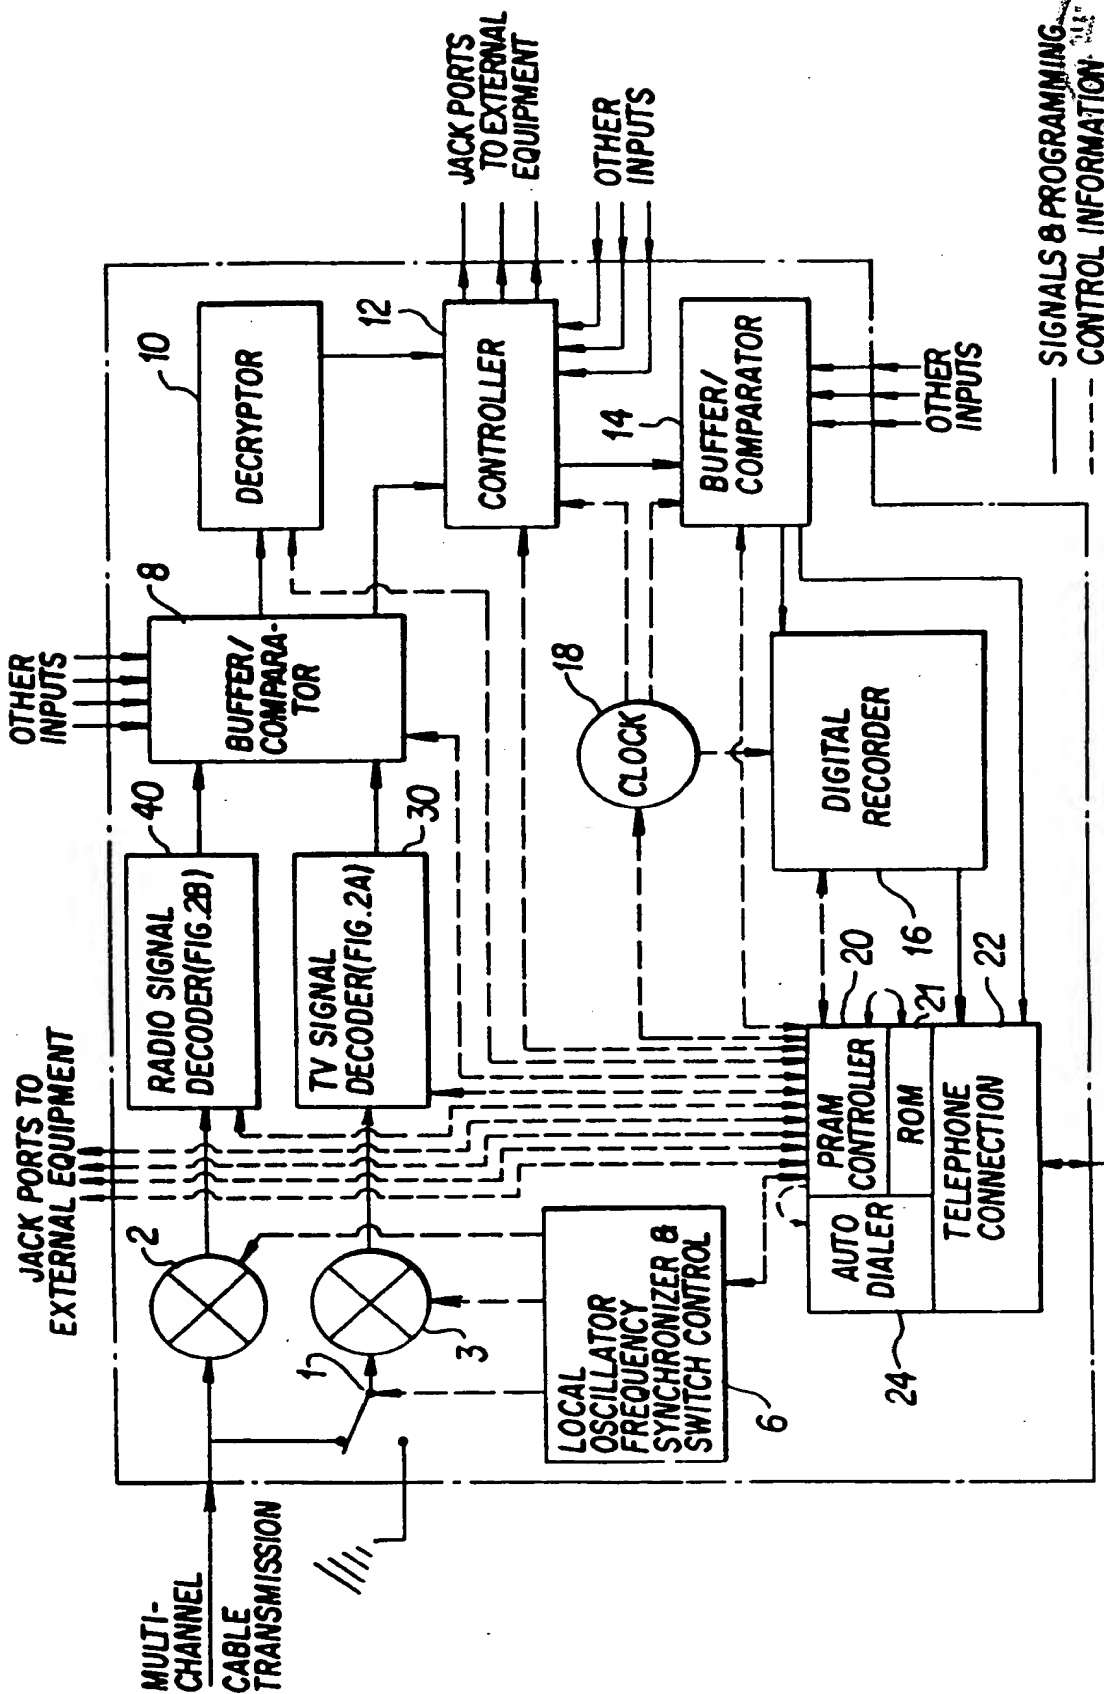 MULTI-
CHANNEL
CABLE
TRANSMISSION
JACK PORTS TO
EXTERNAL EQUIPMENT
OTHER
INPUTS
2
RADIO SIGNAL
DECODER(FIG.2B)
40
BUFFER/
COMPARA-
TOR
8
DECRYPTOR
10
1
3
TV SIGNAL
DECODER(FIG.2A)
30
CONTROLLER
12
JACK PORTS
TO EXTERNAL
EQUIPMENT
OTHER
INPUTS
LOCAL
OSCILLATOR
FREQUENCY
SYNCHRONIZER &
SWITCH CONTROL
6
CLOCK
18
BUFFER/
COMPARATOR
14
OTHER
INPUTS
DIGITAL
RECORDER
16
AUTO
DIALER
24
PRAM
CONTROLLER
20
ROM
21
TELEPHONE
CONNECTION
22
SIGNALS & PROGRAMMING
CONTROL INFORMATION